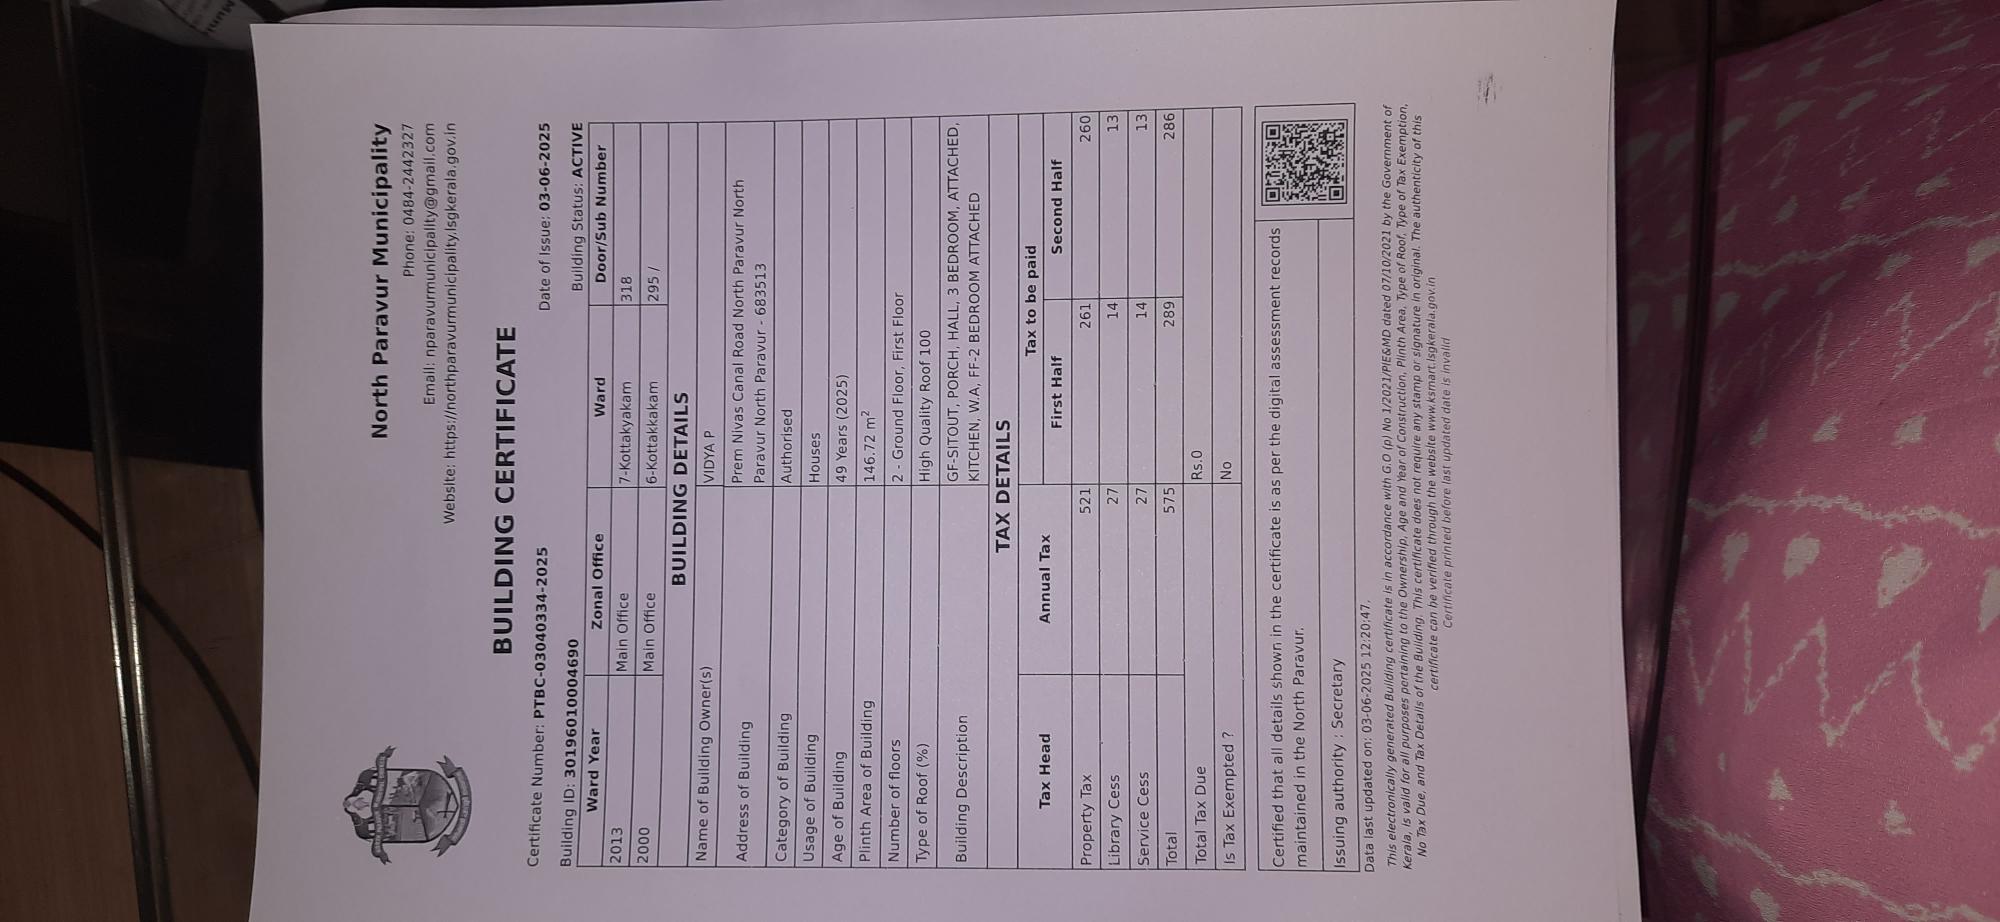 North Paravur Municipality
Phone: 0484-2442327
Email: nparavurmunicipality@gmail.com
Website: https://northparavurmunicipality.lsgkerala.gov.in
BUILDING CERTIFICATE
Certificate Number: PTBC-03040334-2025 Date of Issue: 03-06-2025
Building ID: 30196010004690 Building Status: ACTIVE
Ward Year Zonal Office Ward Door/Sub Number
2013 Main Office 7-Kottakyakam 318
2000 Main Office 6-Kottakkakam 295 /
BUILDING DETAILS
Name of Building Owner(s) VIDYA P
Address of Building Prem Nivas Canal Road North Paravur North
Paravur North Paravur - 683513
Category of Building Authorised
Usage of Building Houses
Age of Building 49 Years (2025)
Plinth Area of Building 146.72 m²
Number of floors 2 - Ground Floor, First Floor
Type of Roof (%) High Quality Roof 100
Building Description GF-SITOUT, PORCH, HALL, 3 BEDROOM, ATTACHED,
KITCHEN, W.A, FF-2 BEDROOM ATTACHED
TAX DETAILS
Tax Head Annual Tax Tax to be paid
First Half Second Half
Property Tax 521 261 260
Library Cess 27 14 13
Service Cess 27 14 13
Total 575 289 286
Total Tax Due Rs.0
Is Tax Exempted ? No
Certified that all details shown in the certificate is as per the digital assessment records
maintained in the North Paravur.
Issuing authority : Secretary
Data last updated on: 03-06-2025 12:20:47.
This electronically generated Building certificate is in accordance with G.O (p) No 1/2021/PIE&MD dated 07/10/2021 by the Government of
Kerala, is valid for all purposes pertaining to the Ownership, Age and Year of Construction, Plinth Area, Type of Roof, Type of Tax Exemption,
No Tax Due, and Tax Details of the Building. This certificate does not require any stamp or signature in original. The authenticity of this
certificate can be verified through the website www.ksmart.lsgkerala.gov.in
Certificate printed before last updated date is invalid